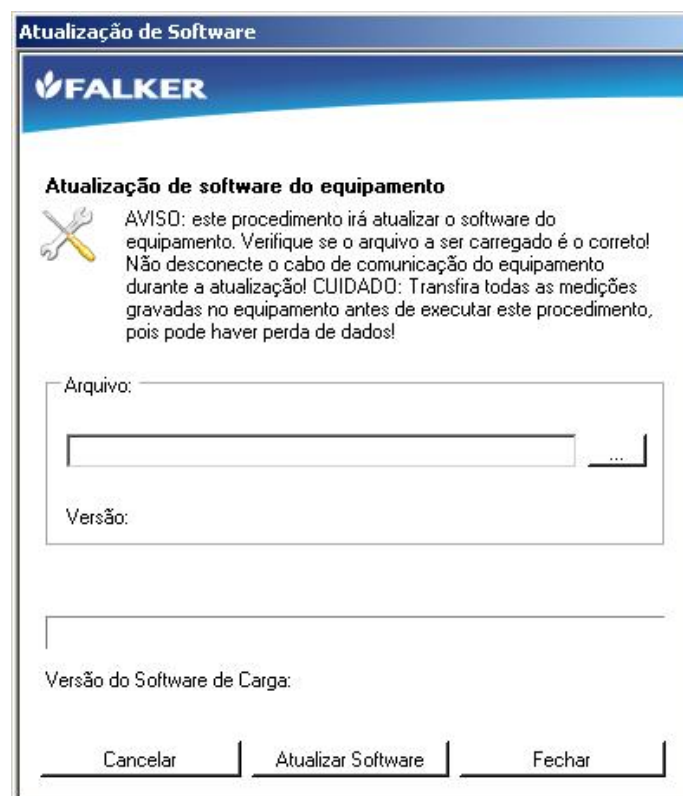 Atualização de Software
FALKER
Atualização de software do equipamento
AVISO: este procedimento irá atualizar o software do
equipamento. Verifique se o arquivo a ser carregado é o correto!
Não desconecte o cabo de comunicação do equipamento
durante a atualização! CUIDADO: Transfira todas as medições
gravadas no equipamento antes de executar este procedimento,
pois pode haver perda de dados!
Arquivo:
...
Versão:
Versão do Software de Carga:
Cancelar Atualizar Software Fechar